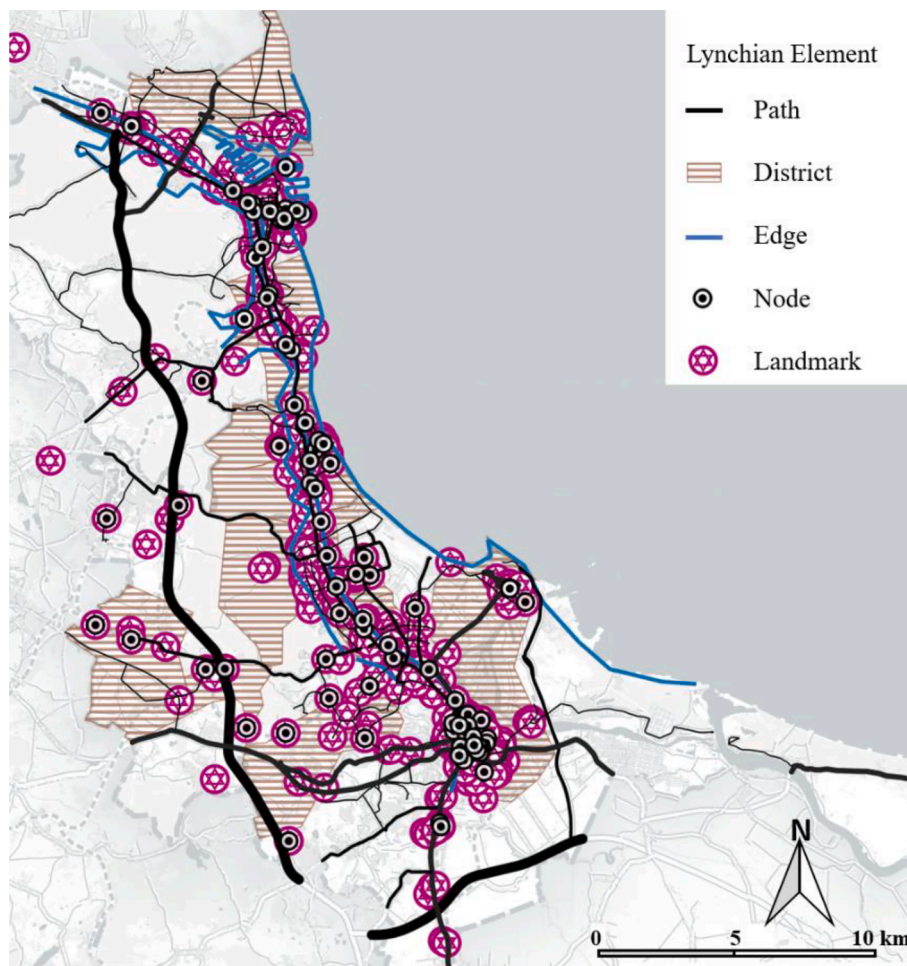 Lynchian Element
Path
District
Edge
Node
Landmark
N
0 5 10 km